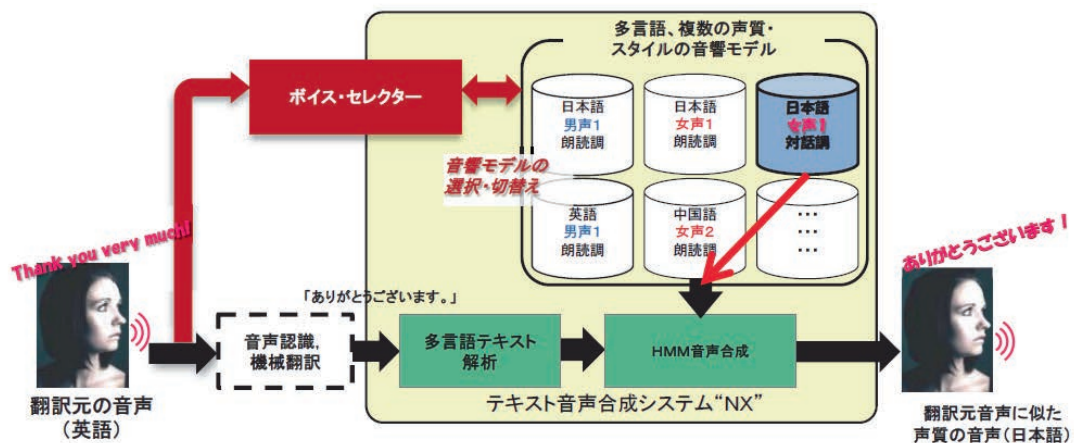 多言語、複数の声質・
スタイルの音響モデル
ボイス・セレクター
日本語
男声1
朗読調
日本語
女声1
朗読調
日本語
女声1
対話調
音響モデルの
選択・切替え
英語
男声1
朗読調
中国語
女声2
朗読調
・・・
・・・
・・・
Thank you very much!
ありがとうございます！
「ありがとうございます。」
音声認識,
機械翻訳
多言語テキスト
解析
HMM音声合成
テキスト音声合成システム“NX”
翻訳元の音声
(英語)
翻訳元音声に似た
声質の音声(日本語)